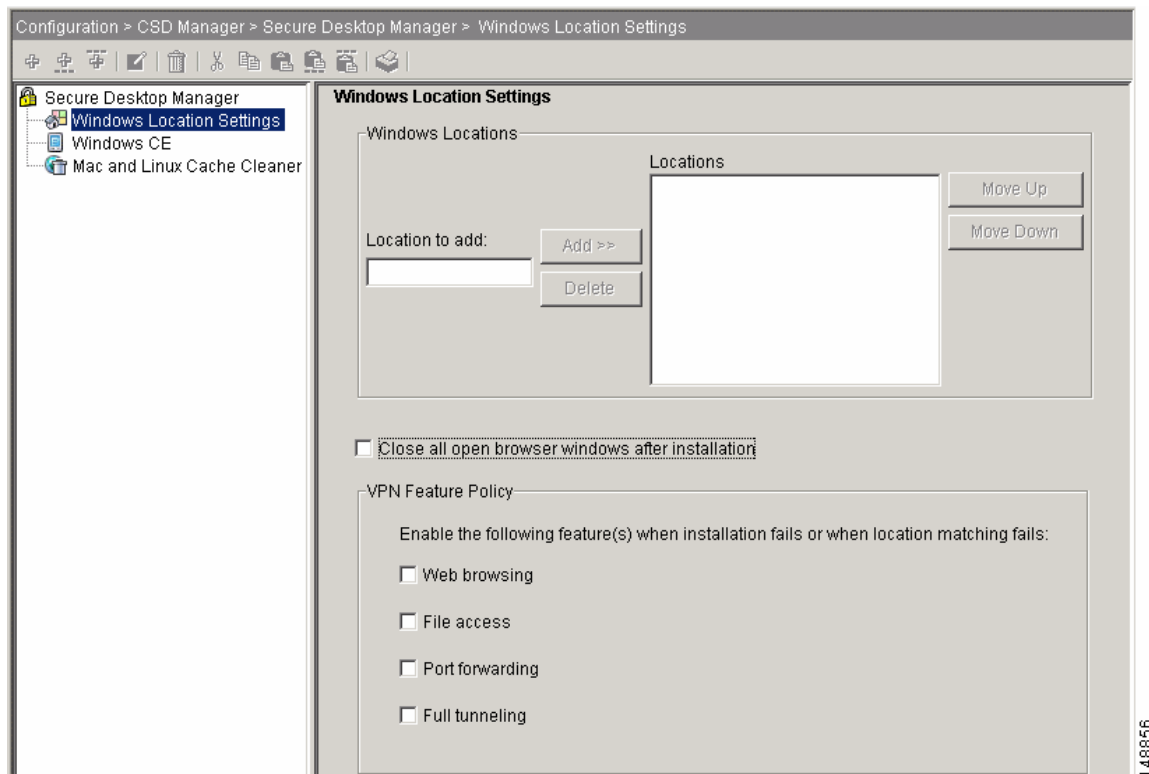 Configuration > CSD Manager > Secure Desktop Manager > Windows Location Settings
Secure Desktop Manager
Windows Location Settings
Windows CE
Mac and Linux Cache Cleaner
Windows Location Settings
Windows Locations
Locations
Move Up
Move Down
Location to add:
Add >>
Delete
Close all open browser windows after installation
VPN Feature Policy
Enable the following feature(s) when installation fails or when location matching fails:
Web browsing
File access
Port forwarding
Full tunneling
148856